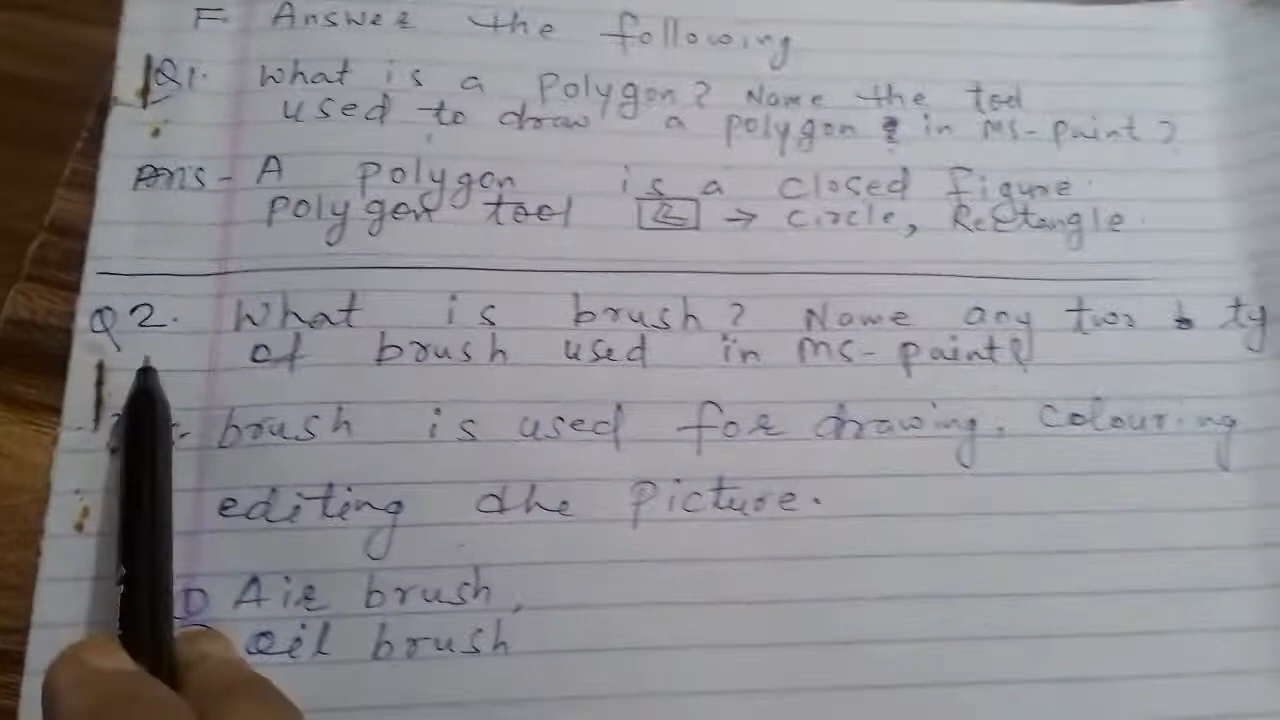 F. Answer the following
Q1. What is a Polygon? Name the tool
used to draw a polygon in MS-paint?
Ans- A polygon is a closed figure.
polygon tool → circle, Rectangle.
Q2. What is brush? Name any two ty
of brush used in ms-paint?
brush is used for drawing, colouring
editing the picture.
Air brush,
oil brush